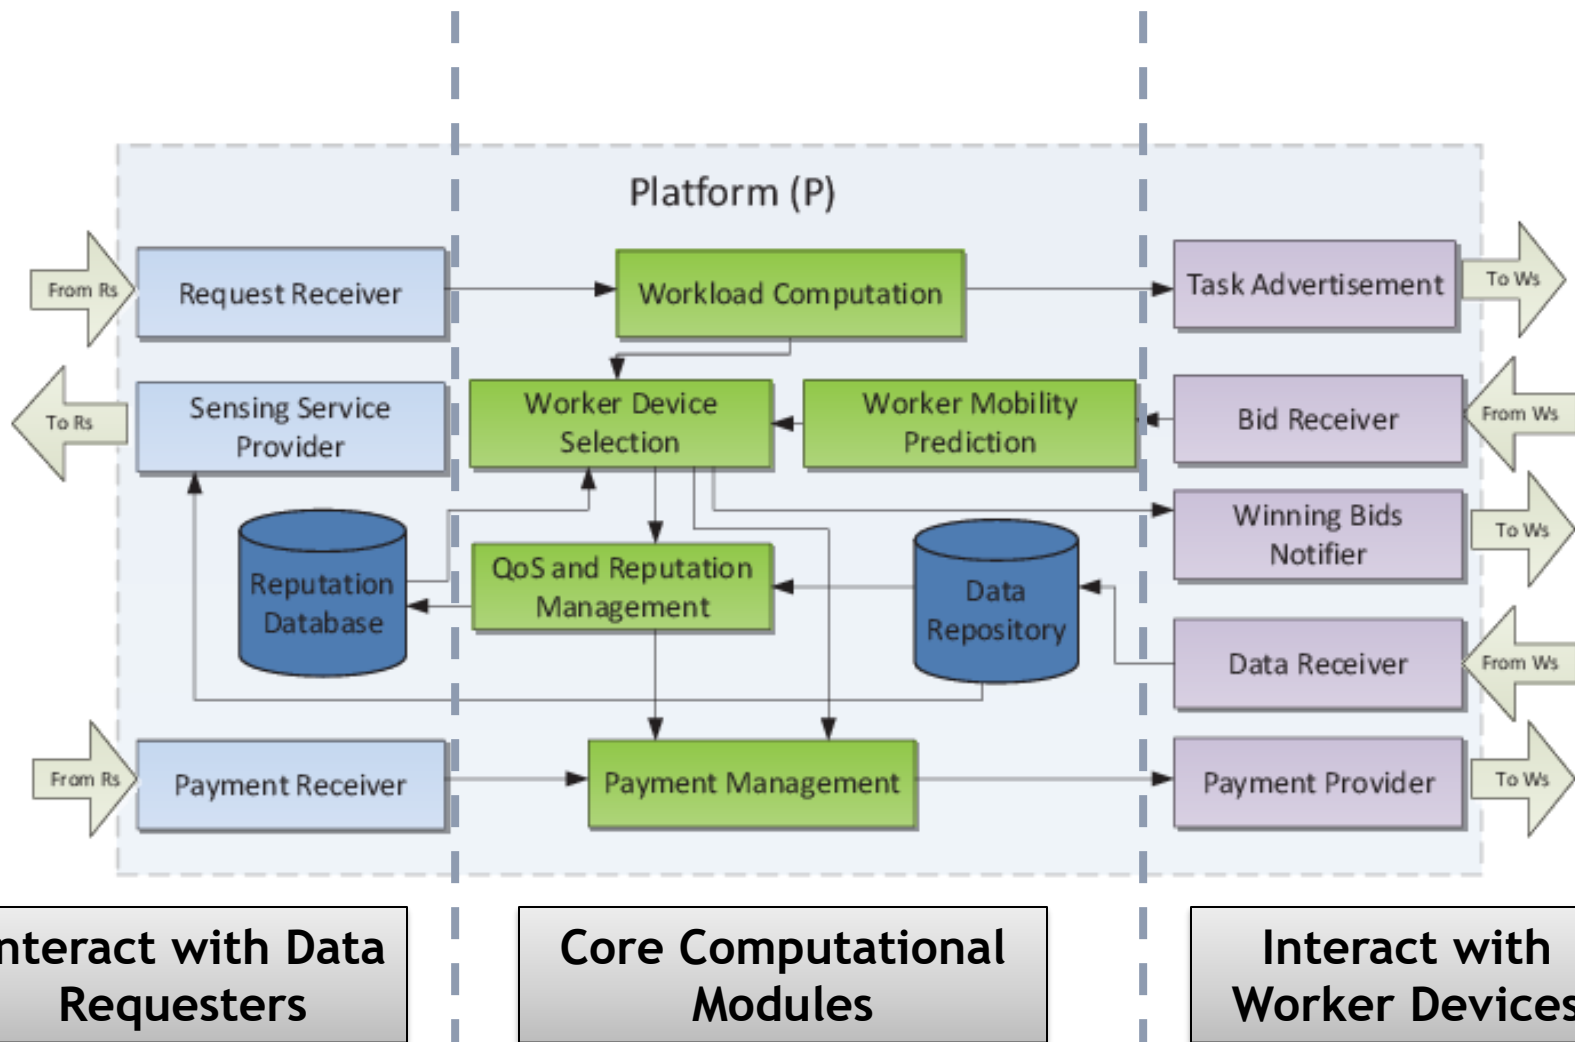 Platform (P)
From Rs
Request Receiver
Workload Computation
Task Advertisement
To Ws
To Rs
Sensing Service
Provider
Worker Device
Selection
Worker Mobility
Prediction
Bid Receiver
From Ws
Winning Bids
Notifier
To Ws
Reputation
Database
QoS and Reputation
Management
Data
Repository
Data Receiver
From Ws
From Rs
Payment Receiver
Payment Management
Payment Provider
To Ws
nteract with Data
Requesters
Core Computational
Modules
Interact with
Worker Devices